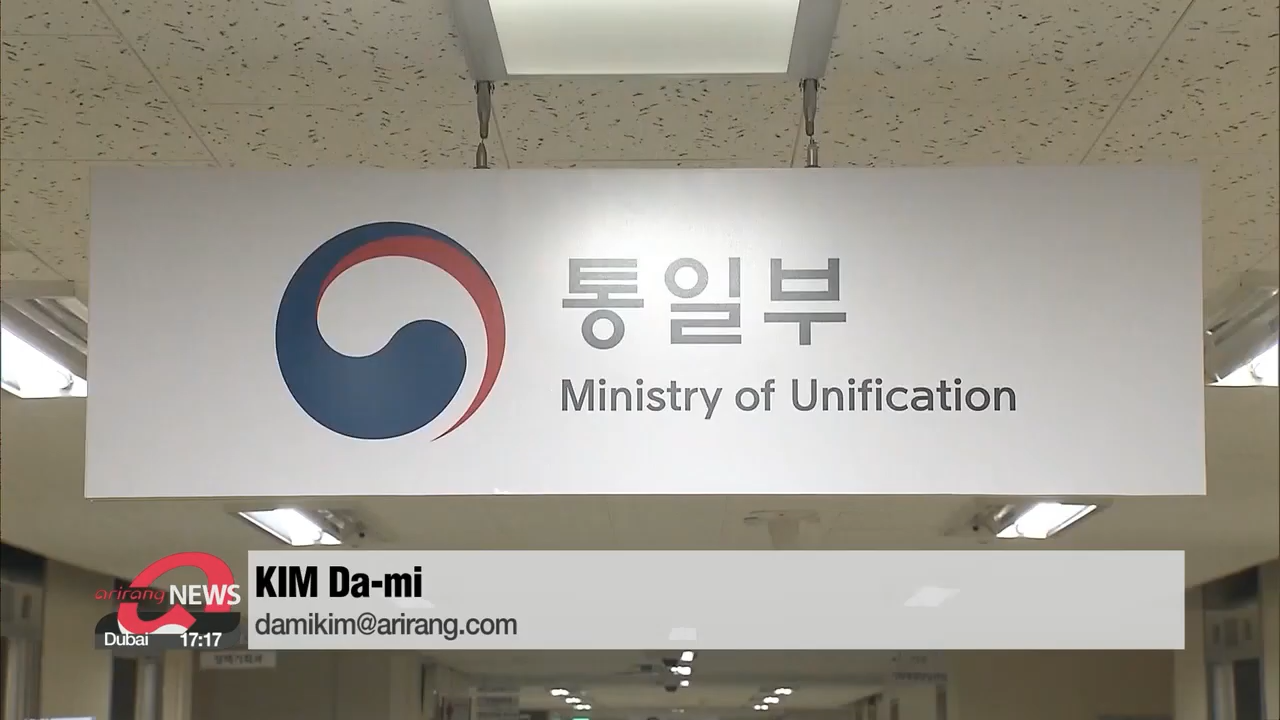 통일부
Ministry of Unification
KIM Da-mi
arirang NEWS
damikim@arirang.com
Dubai 17:17